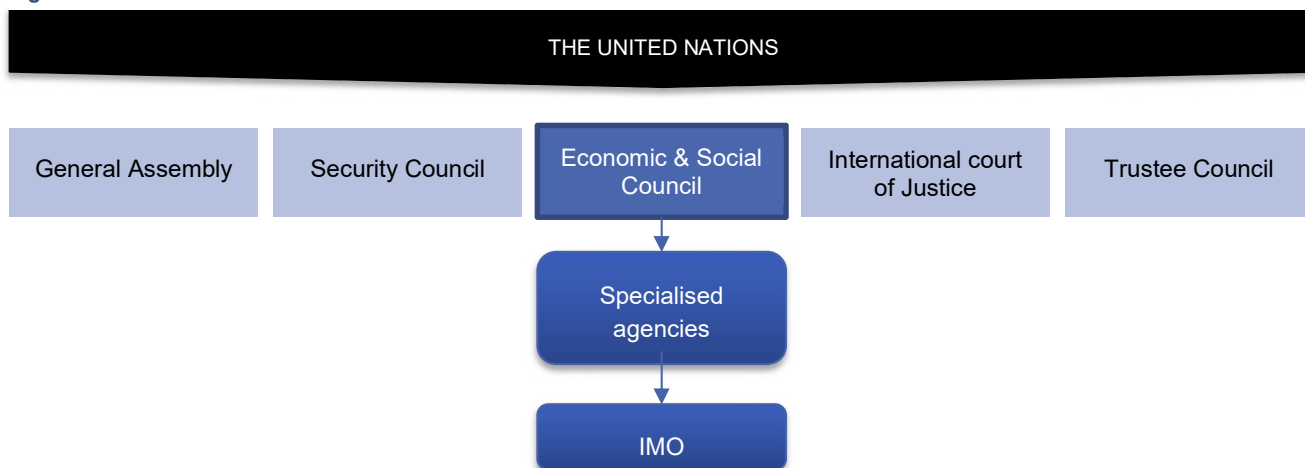 THE UNITED NATIONS
General Assembly
Security Council
Economic & Social
Council
International court
of Justice
Trustee Council
Specialised
agencies
IMO